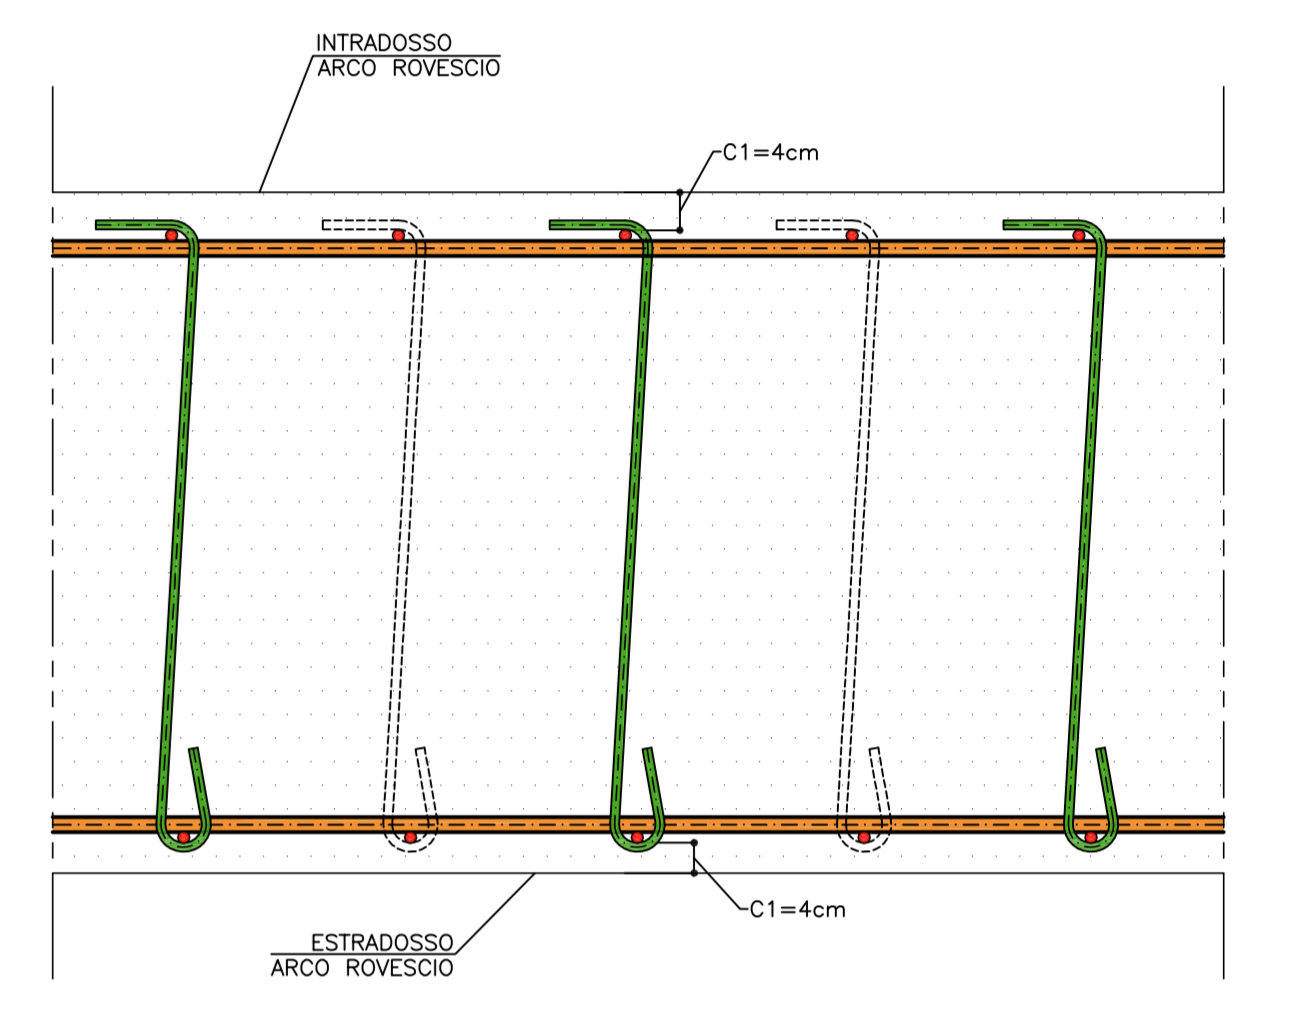 INTRADOSSO
ARCO ROVESCIO
C1=4cm
C1=4cm
ESTRADOSSO
ARCO ROVESCIO